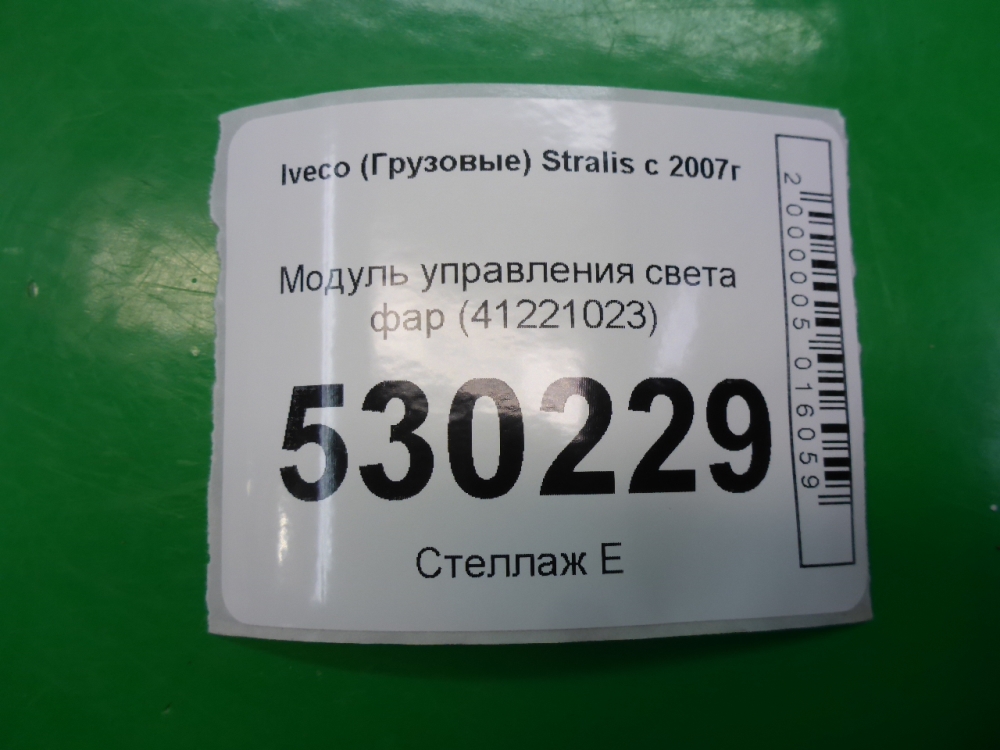 Iveco (Грузовые) Stralis с 2007г
Модуль управления света
фар (41221023)
530229
Стеллаж Е
2000005016059